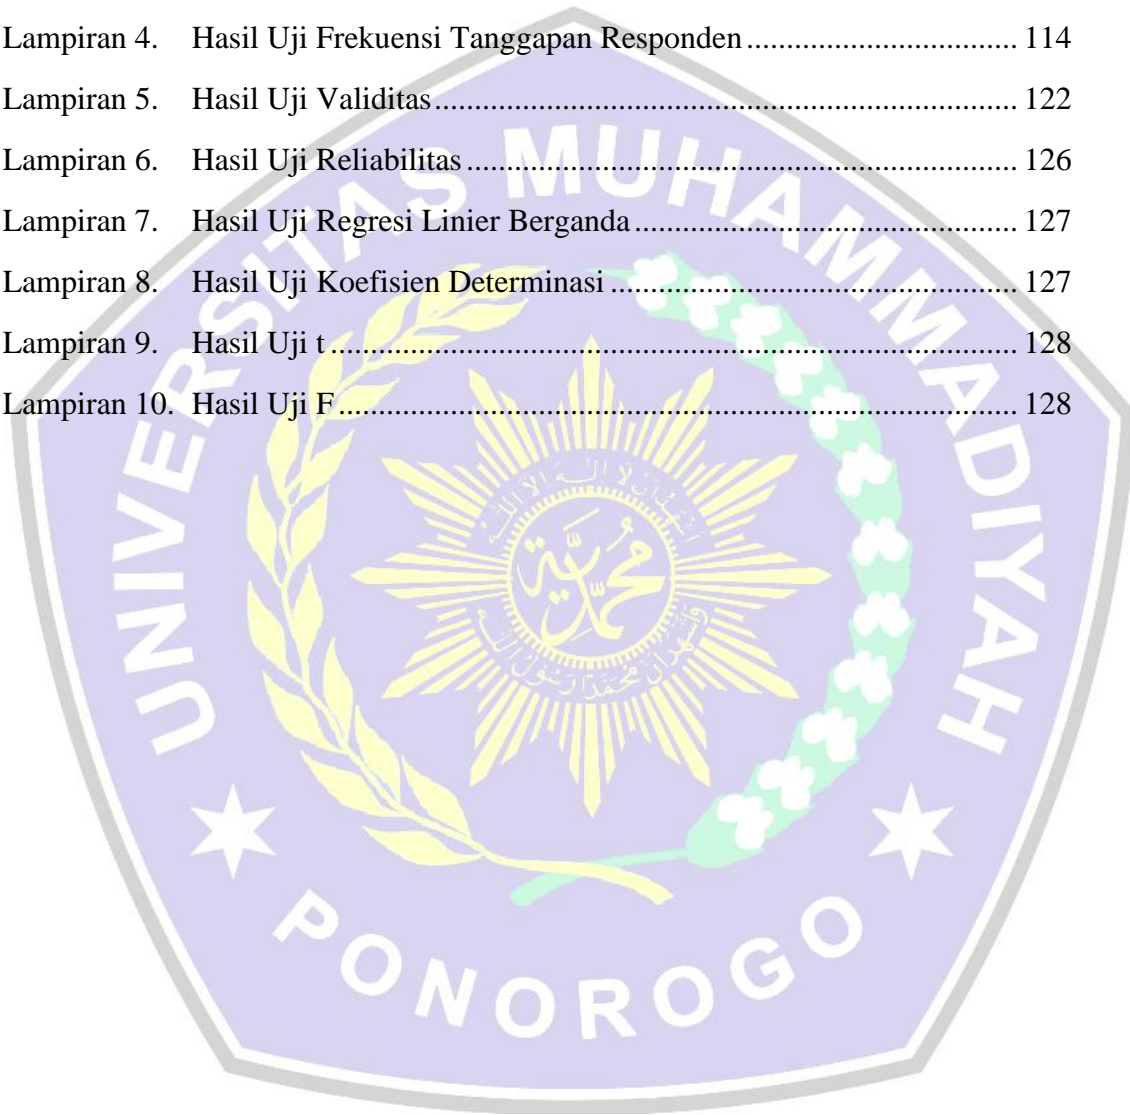 Lampiran 4. Hasil Uji Frekuensi Tanggapan Responden ................................ 114
Lampiran 5. Hasil Uji Validitas ..................................................................... 122
Lampiran 6. Hasil Uji Reliabilitas ................................................................. 126
Lampiran 7. Hasil Uji Regresi Linier Berganda ............................................. 127
Lampiran 8. Hasil Uji Koefisien Determinasi ................................................ 127
Lampiran 9. Hasil Uji t .................................................................................. 128
Lampiran 10. Hasil Uji F ................................................................................. 128
UNIVERSITAS MUHAMMADIYAH
محمدية
PONOROGO